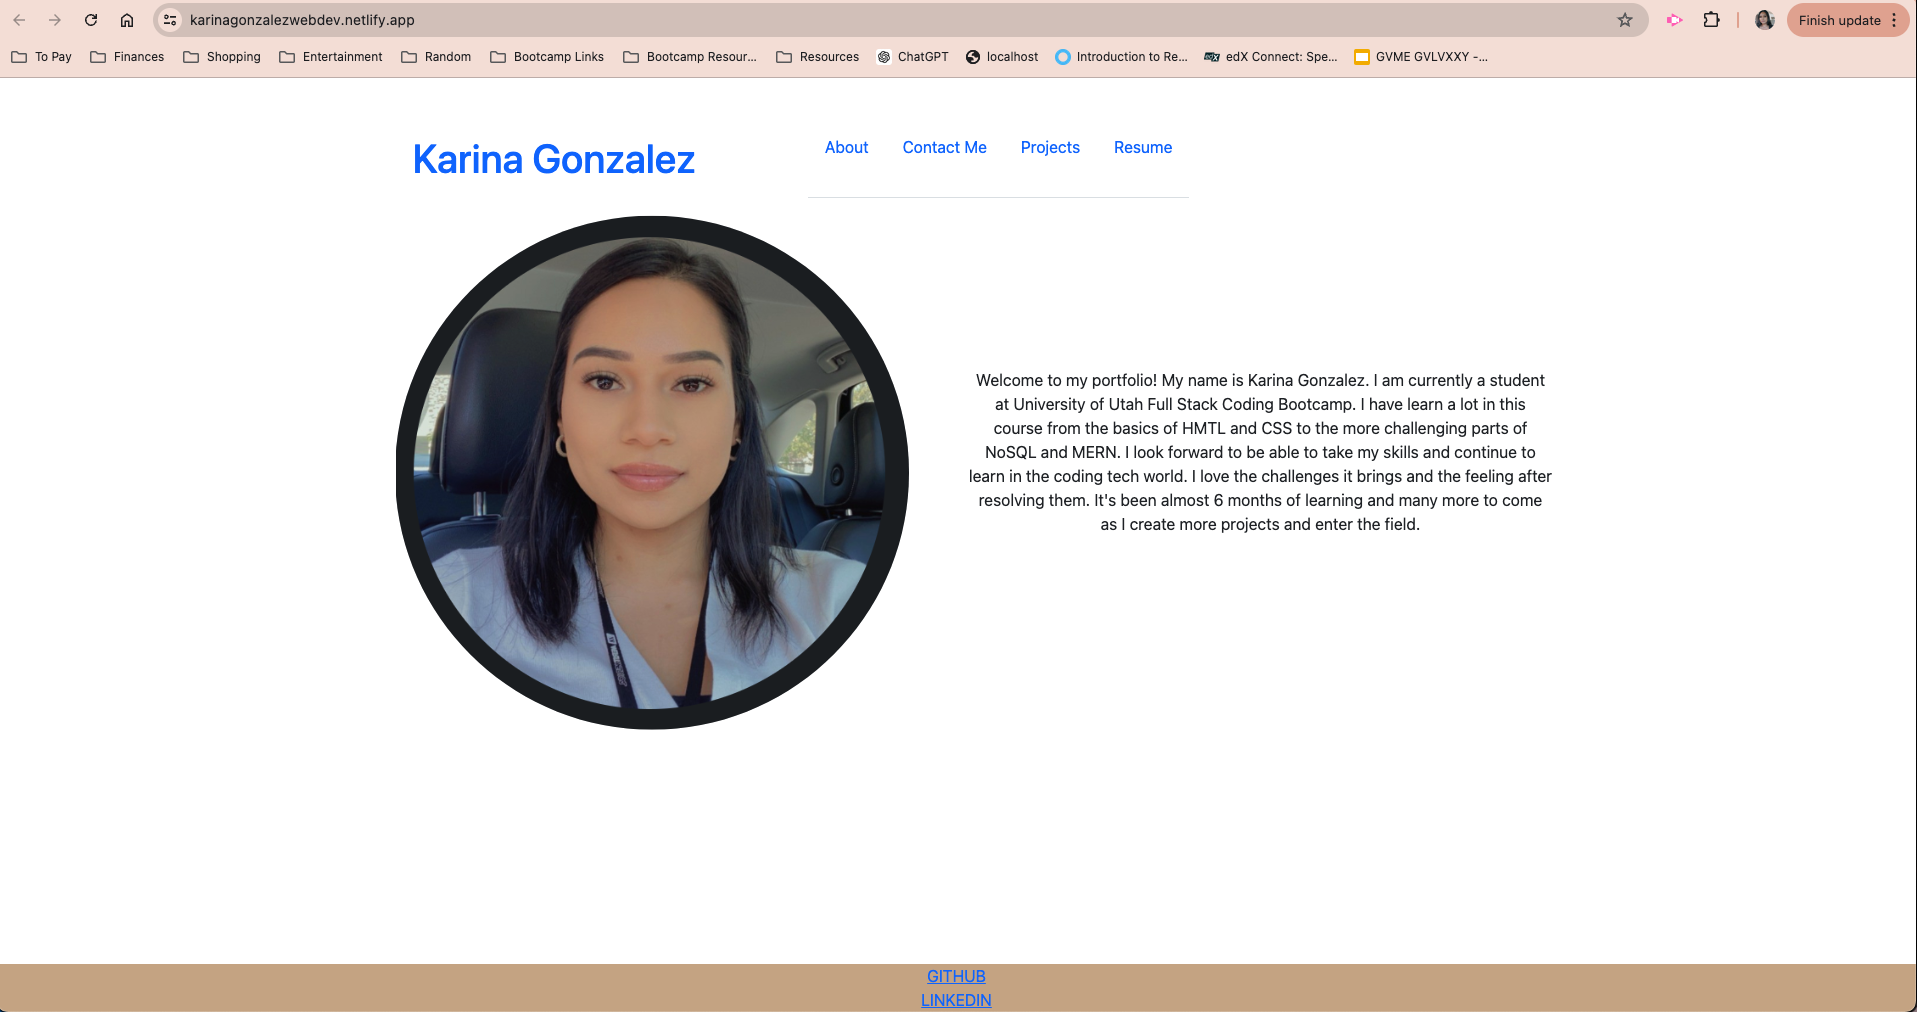 karinagonzalezwebdev.netlify.app
Finish update
To Pay Finances Shopping Entertainment Random Bootcamp Links Bootcamp Resour... Resources ChatGPT localhost Introduction to Re... edX Connect: Spe... GVME GVLVXXY -...
Karina Gonzalez
About Contact Me Projects Resume
Welcome to my portfolio! My name is Karina Gonzalez. I am currently a student
at University of Utah Full Stack Coding Bootcamp. I have learn a lot in this
course from the basics of HMTL and CSS to the more challenging parts of
NoSQL and MERN. I look forward to be able to take my skills and continue to
learn in the coding tech world. I love the challenges it brings and the feeling after
resolving them. It's been almost 6 months of learning and many more to come
as I create more projects and enter the field.
GITHUB
LINKEDIN